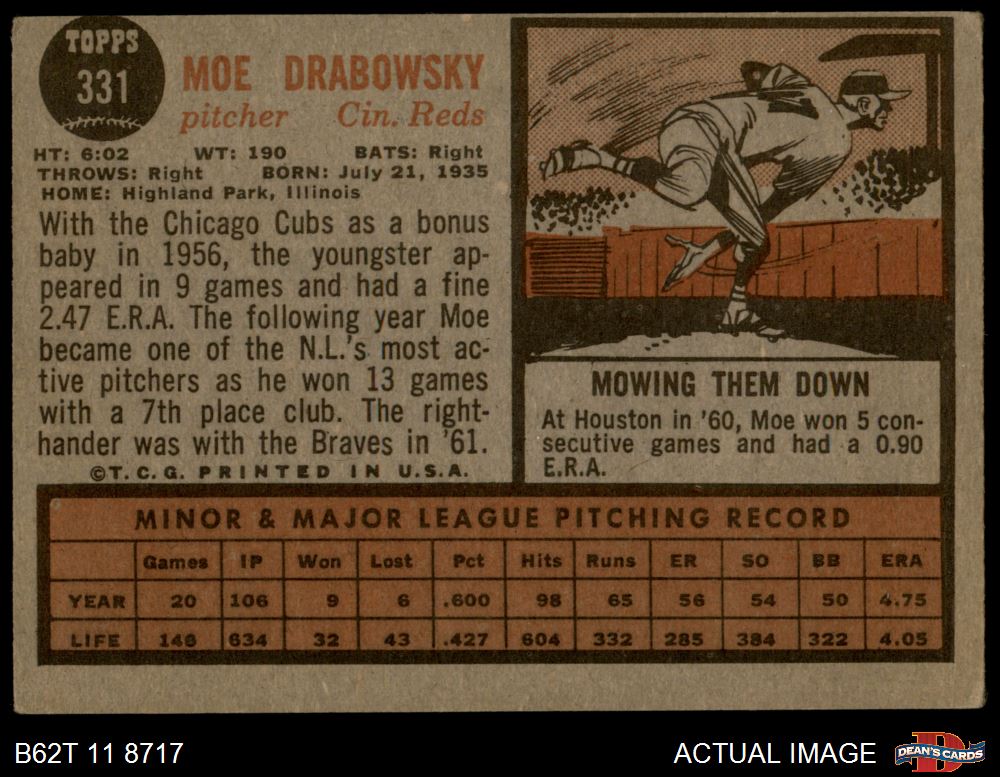 TOPPS
331
MOE DRABOWSKY
pitcher Cin. Reds
HT: 6:02 WT: 190 BATS: Right
THROWS: Right BORN: July 21, 1935
HOME: Highland Park, Illinois
With the Chicago Cubs as a bonus
baby in 1956, the youngster ap-
peared in 9 games and had a fine
2.47 E.R.A. The following year Moe
became one of the N.L.'s most ac-
tive pitchers as he won 13 games
with a 7th place club. The right-
hander was with the Braves in '61.
©T.C.G. PRINTED IN U.S.A.
MOWING THEM DOWN
At Houston in '60, Moe won 5 con-
secutive games and had a 0.90
E.R.A.
MINOR & MAJOR LEAGUE PITCHING RECORD
Games IP Won Lost Pct Hits Runs ER SO BB ERA
YEAR 20 106 9 6 .600 98 65 56 54 50 4.75
LIFE 146 634 32 43 .427 604 332 285 384 322 4.05
B62T 11 8717
ACTUAL IMAGE
DEAN'S CARDS